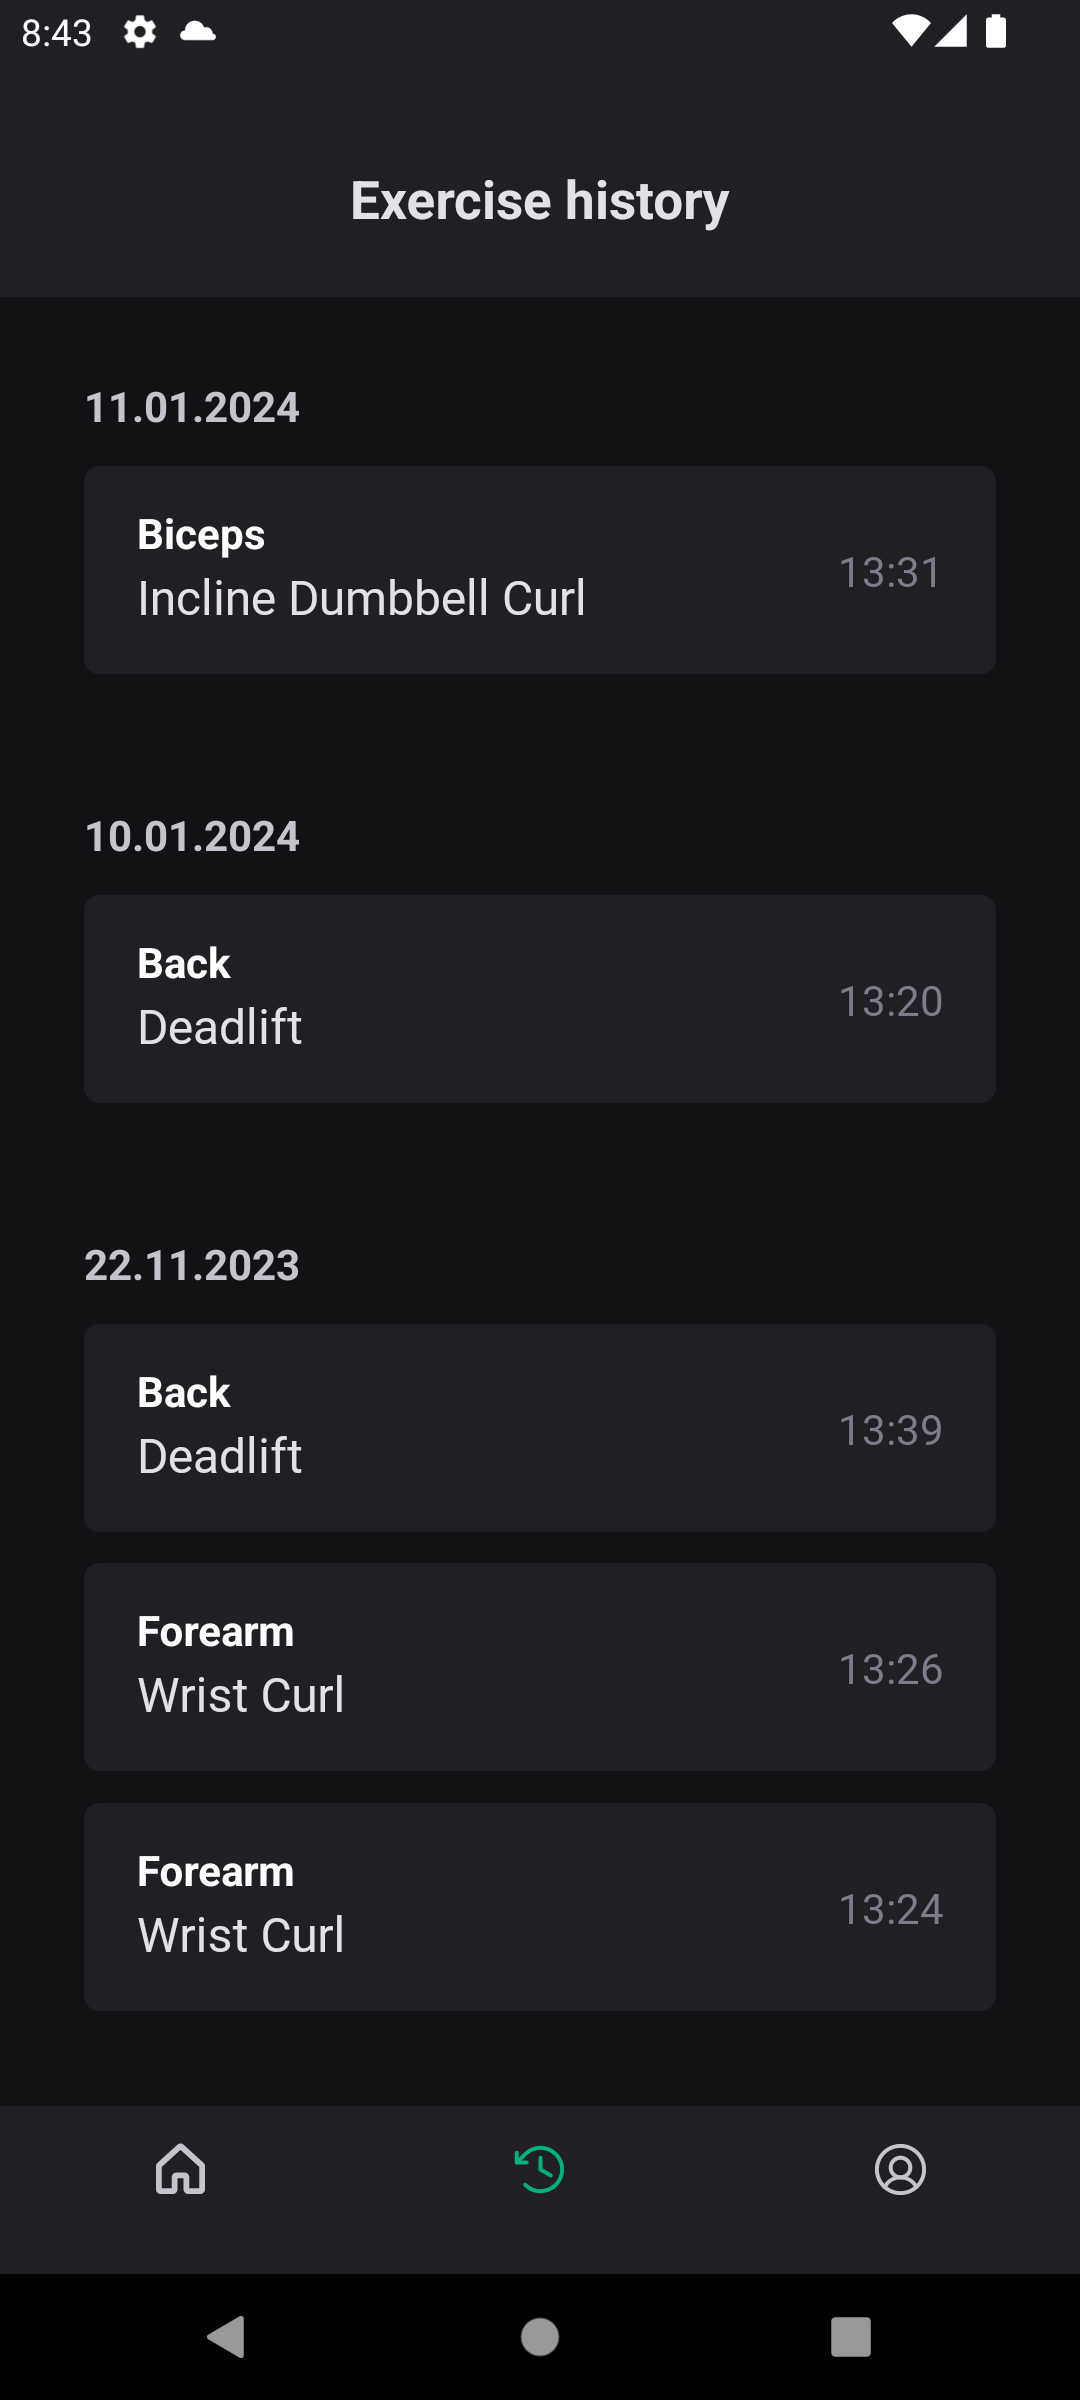 8:43
Exercise history
11.01.2024
Biceps
Incline Dumbbell Curl
13:31
10.01.2024
Back
Deadlift
13:20
22.11.2023
Back
Deadlift
13:39
Forearm
Wrist Curl
13:26
Forearm
Wrist Curl
13:24